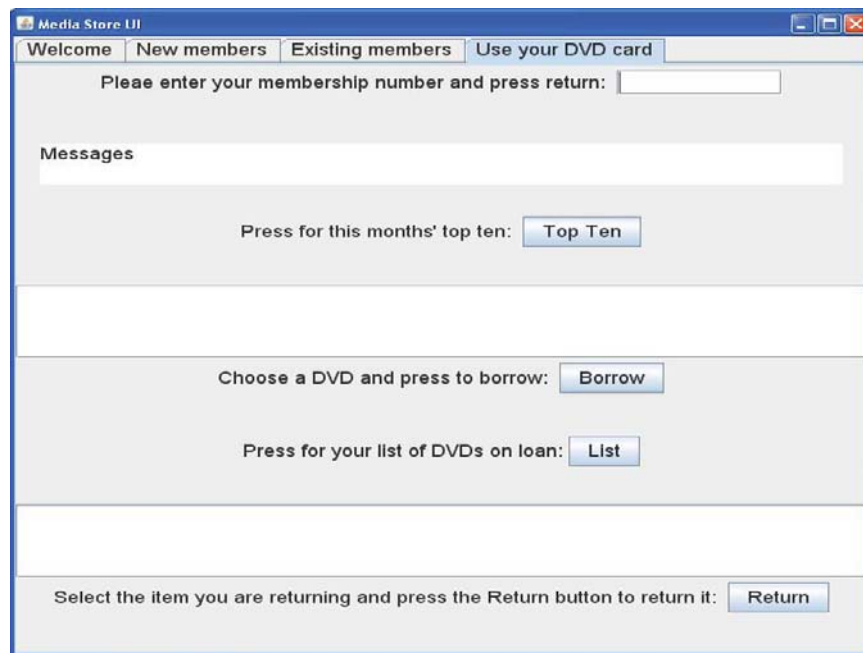 Media Store UI
Welcome New members Existing members Use your DVD card
Pleae enter your membership number and press return:
Messages
Press for this months' top ten: Top Ten
Choose a DVD and press to borrow: Borrow
Press for your list of DVDs on loan: List
Select the item you are returning and press the Return button to return it: Return